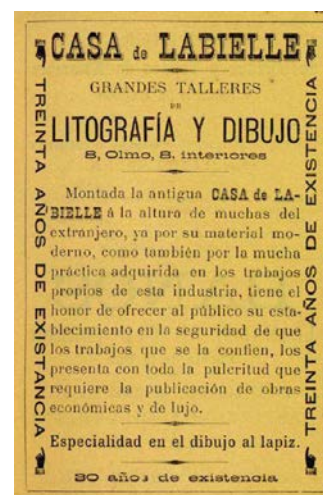 CASA de LABIELLE
GRANDES TALLERES
DE
LITOGRAFÍA Y DIBUJO
8, Olmo, 8. interiores
Montada la antigua CASA de LA-
BIELLE á la altura de muchas del
extranjero, ya por su material mo-
derno, como también por la mucha
práctica adquirida en los trabajos
propios de esta industria, tiene el
honor de ofrecer al público su esta-
blecimiento en la seguridad de que
los trabajos que se la confien, los
presenta con toda la pulcritud que
requiere la publicación de obras
económicas y de lujo.
Especialidad en el dibujo al lapiz.
30 años de existencia
TREINTA AÑOS DE EXISTANCIA
TREINTA AÑOS DE EXISTENCIA